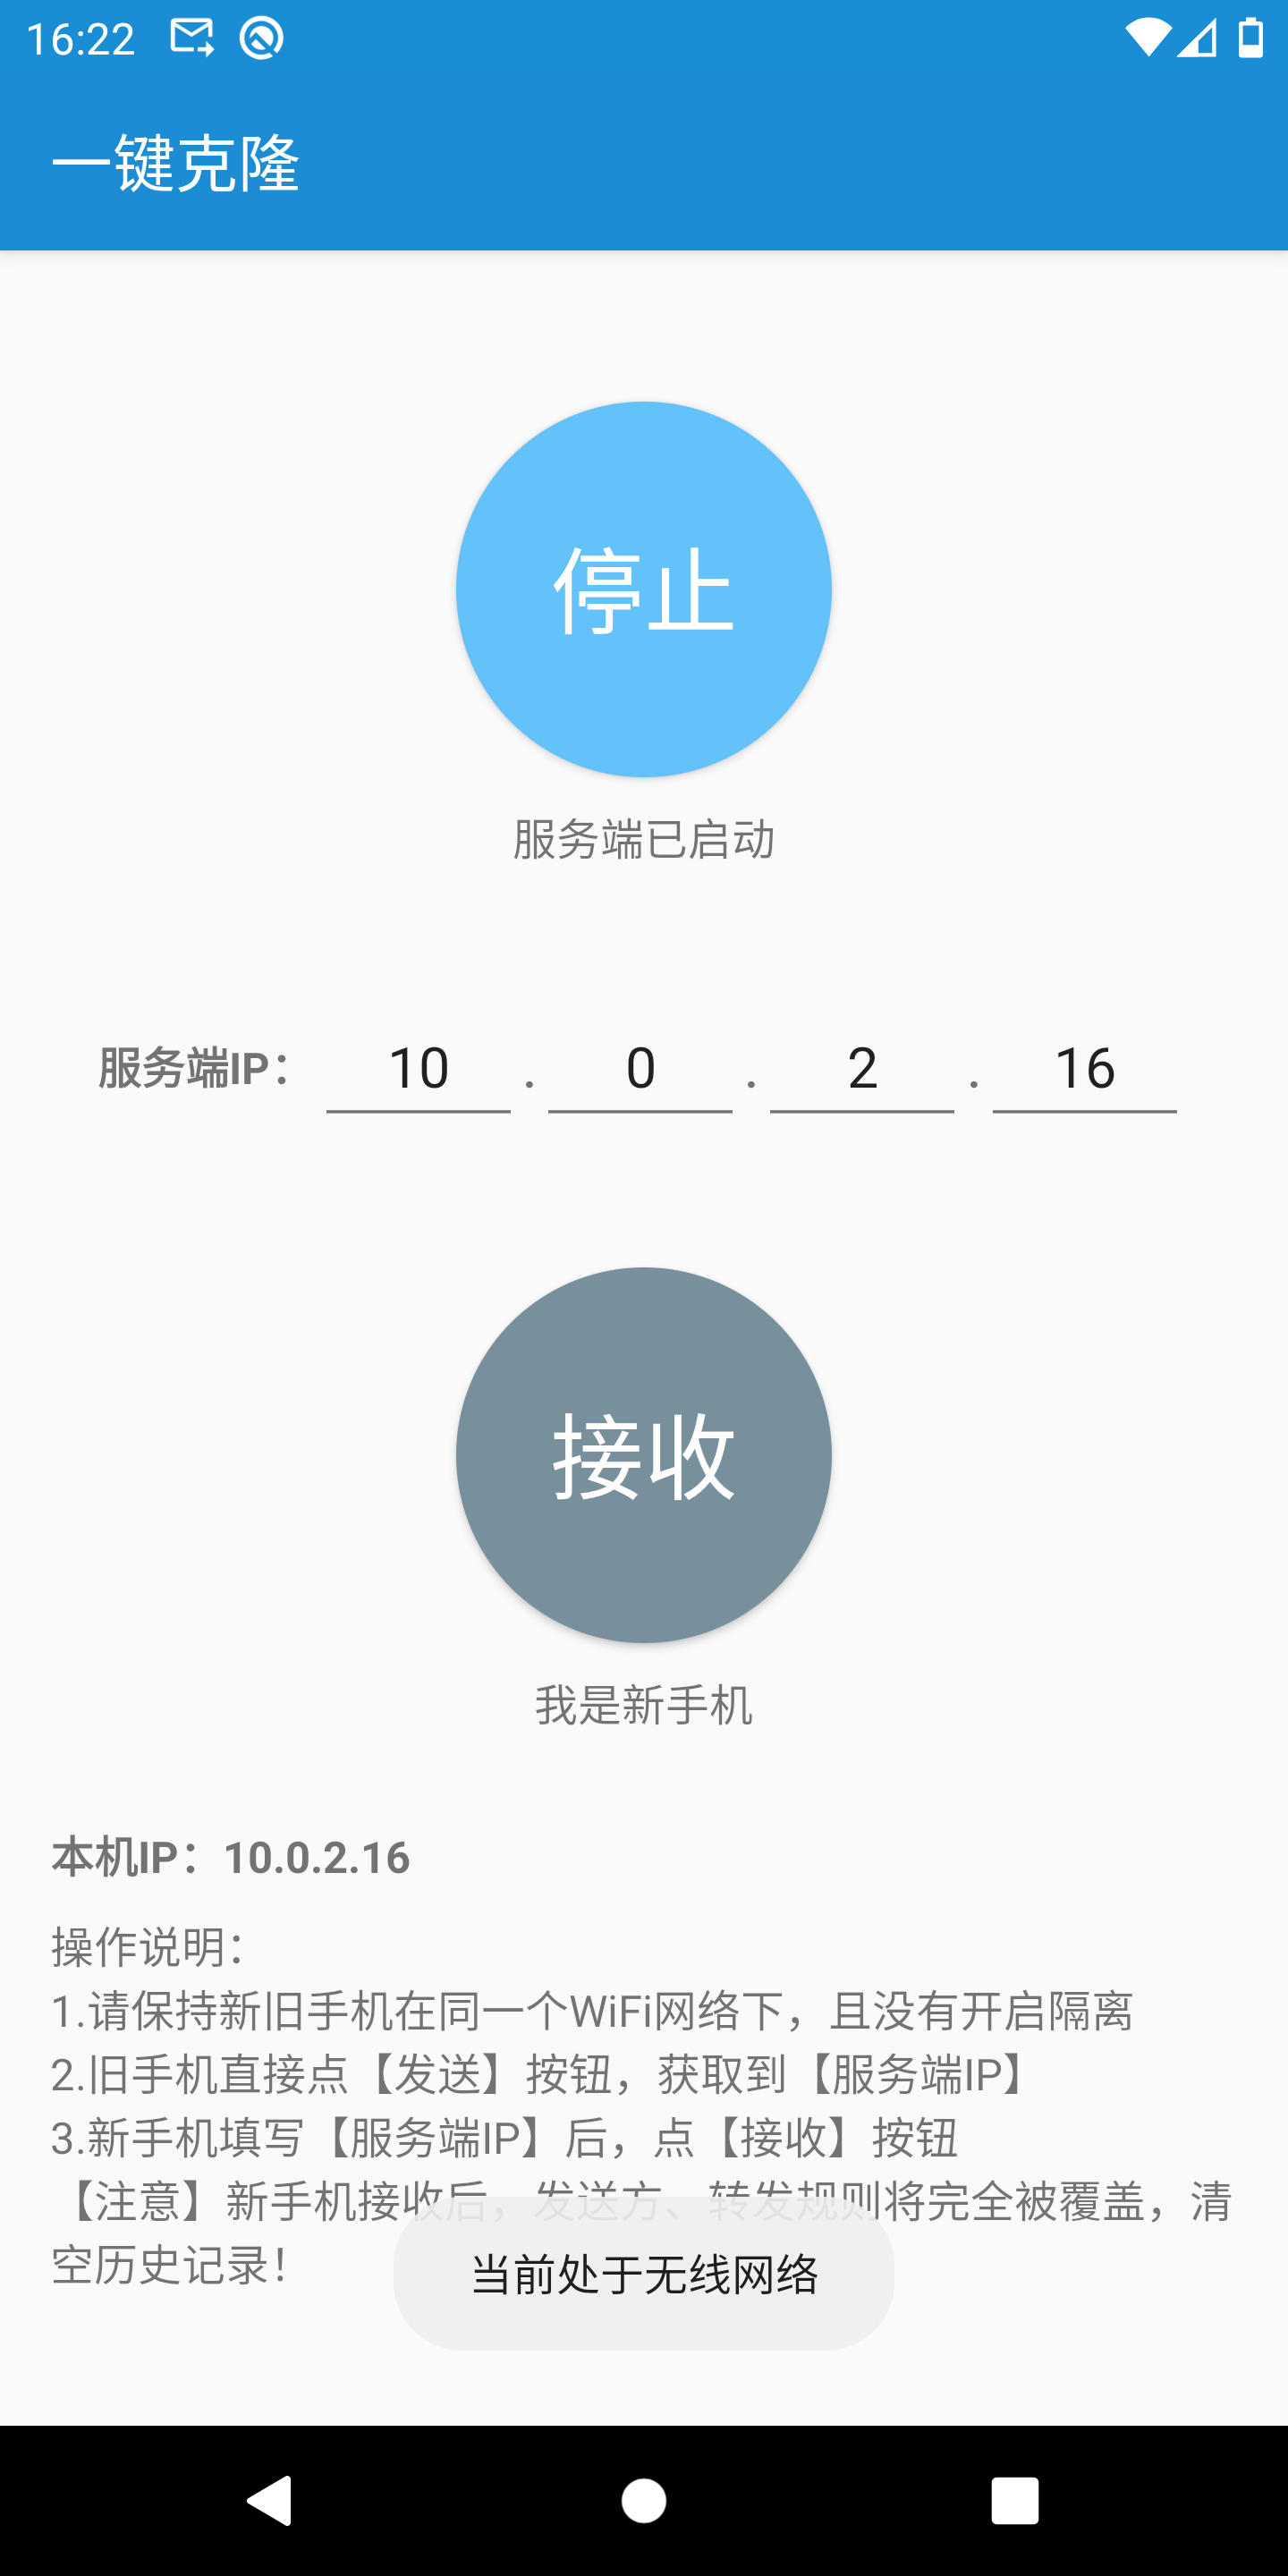 16:22
一键克隆
停止
服务端已启动
服务端IP： 10 . 0 . 2 . 16
接收
我是新手机
本机IP：10.0.2.16
操作说明：
1.请保持新旧手机在同一个WiFi网络下，且没有开启隔离
2.旧手机直接点【发送】按钮，获取到【服务端IP】
3.新手机填写【服务端IP】后，点【接收】按钮
【注意】新手机接收后，发送方、转发规则将完全被覆盖，清
空历史记录！
当前处于无线网络